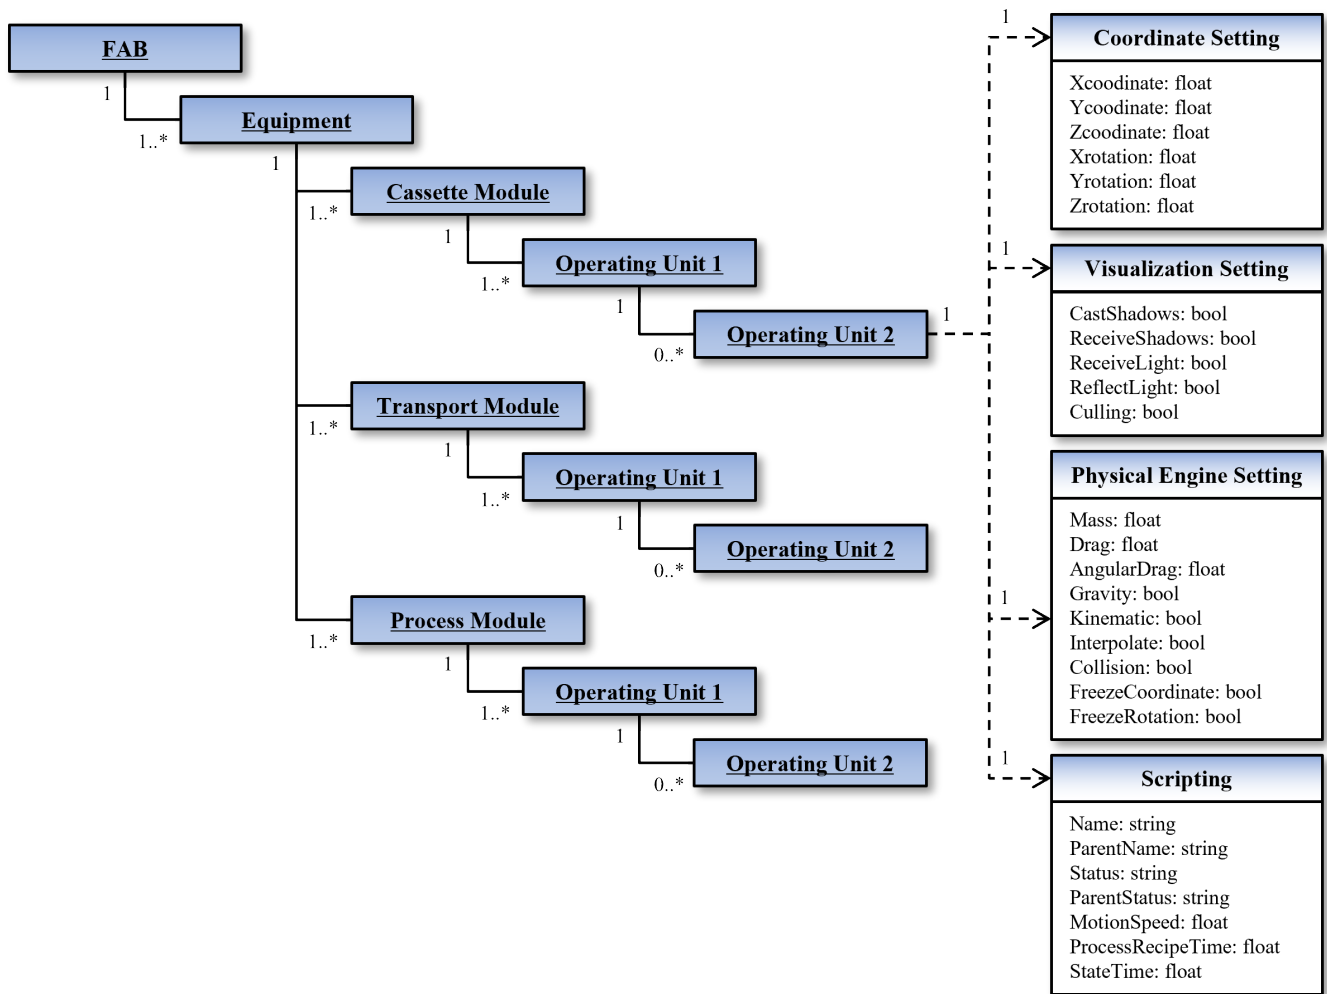 FAB
1
1..*
Equipment
1
1..*
Cassette Module
1
1..*
Operating Unit 1
1
0..*
Operating Unit 2
1
1..*
Transport Module
1
1..*
Operating Unit 1
1
0..*
Operating Unit 2
1..*
Process Module
1
1..*
Operating Unit 1
1
0..*
Operating Unit 2
1
Coordinate Setting
Xcoodinate: float
Ycoodinate: float
Zcoodinate: float
Xrotation: float
Yrotation: float
Zrotation: float
1
Visualization Setting
CastShadows: bool
ReceiveShadows: bool
ReceiveLight: bool
ReflectLight: bool
Culling: bool
1
Physical Engine Setting
Mass: float
Drag: float
AngularDrag: float
Gravity: bool
Kinematic: bool
Interpolate: bool
Collision: bool
FreezeCoordinate: bool
FreezeRotation: bool
1
Scripting
Name: string
ParentName: string
Status: string
ParentStatus: string
MotionSpeed: float
ProcessRecipeTime: float
StateTime: float